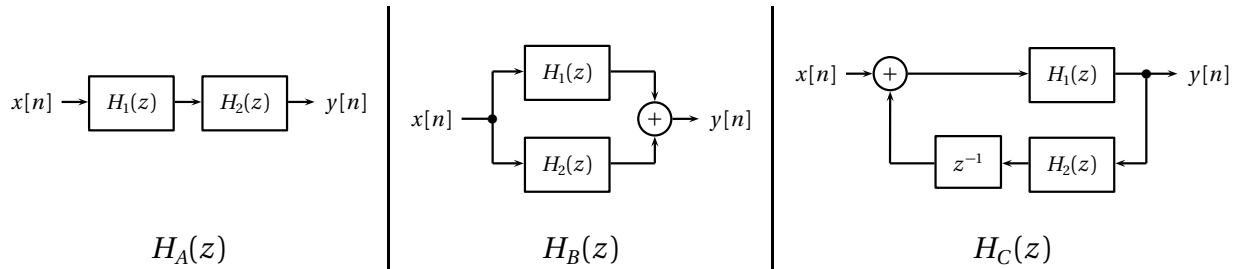 x[n] H₁(z) H₂(z) y[n]
H_A(z)
x[n] H₁(z) + y[n]
H₂(z)
H_B(z)
x[n] + H₁(z) y[n]
z⁻¹ H₂(z)
H_C(z)